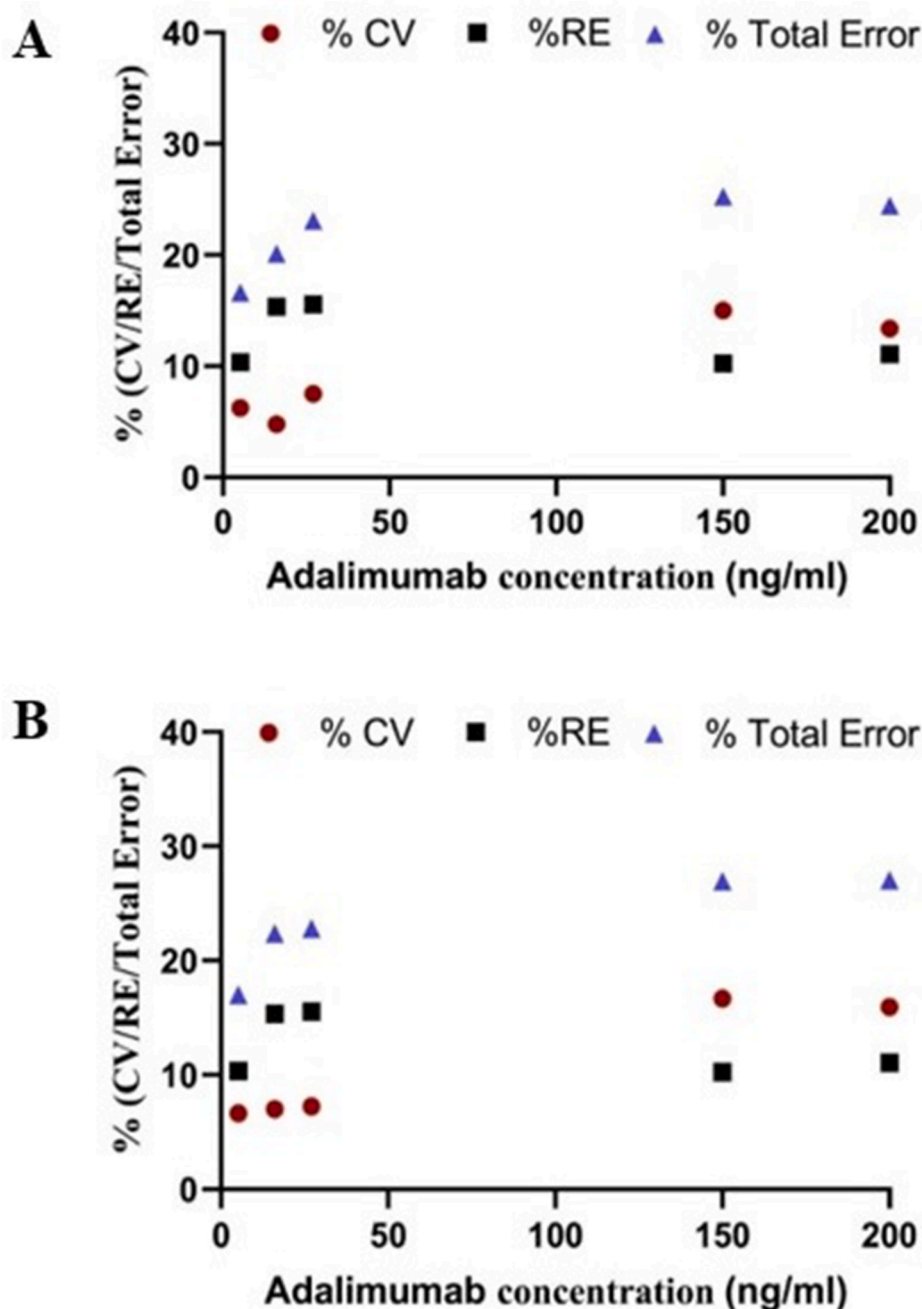 A
% CV %RE % Total Error
% (CV/RE/Total Error)
40
30
20
10
0
0 50 100 150 200
Adalimumab concentration (ng/ml)
B
% CV %RE % Total Error
% (CV/RE/Total Error)
40
30
20
10
0
0 50 100 150 200
Adalimumab concentration (ng/ml)